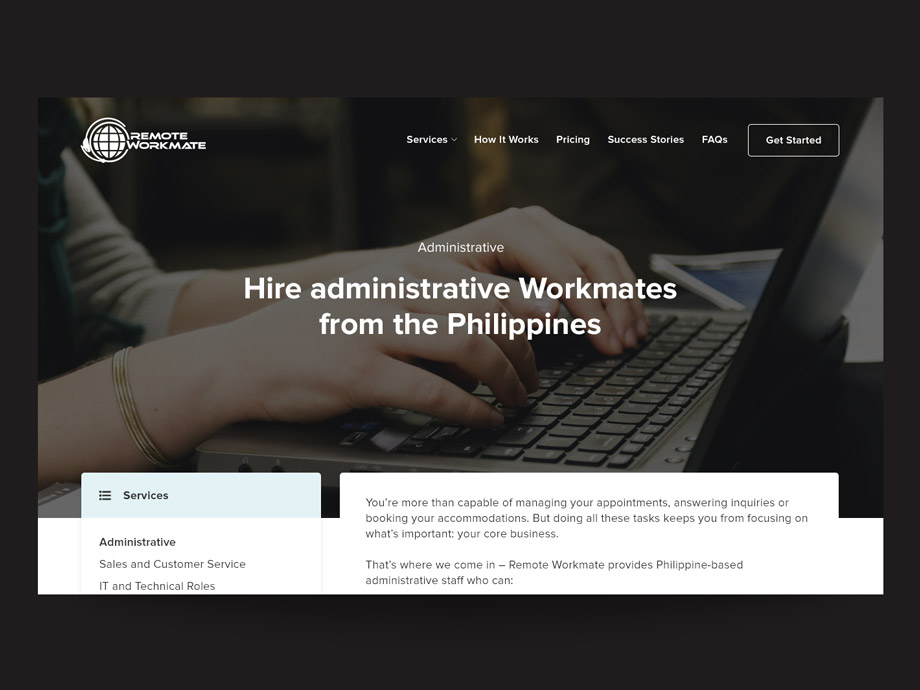 REMOTE
WORKMATE
Services
How It Works
Pricing
Success Stories
FAQs
Get Started
Administrative
Hire administrative Workmates
from the Philippines
Services
Administrative
Sales and Customer Service
IT and Technical Roles
You're more than capable of managing your appointments, answering inquiries or
booking your accommodations. But doing all these tasks keeps you from focusing on
what's important: your core business.
That's where we come in – Remote Workmate provides Philippine-based
administrative staff who can: